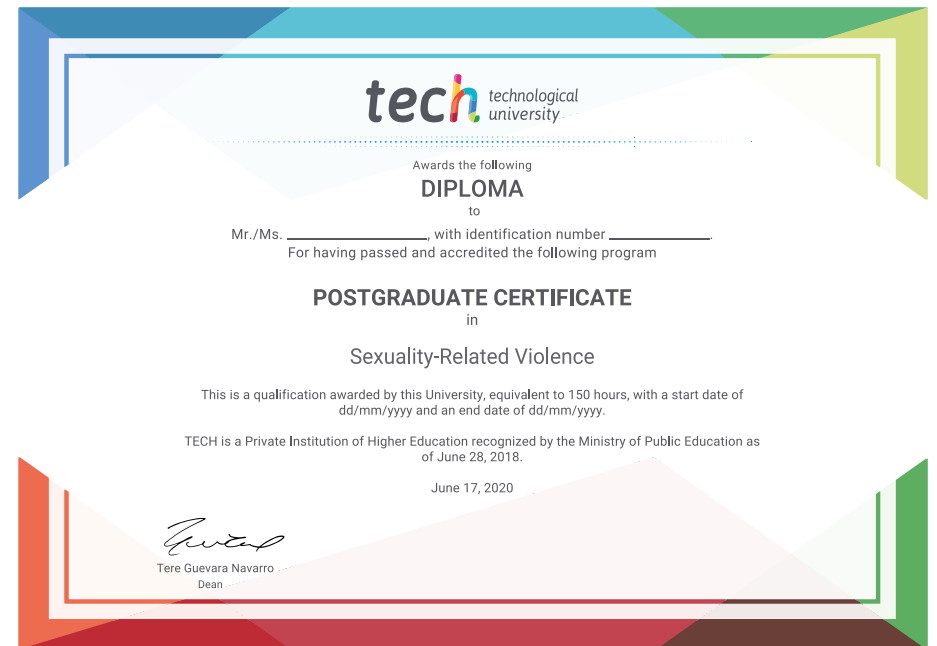 tech technological
university
Awards the following
DIPLOMA
to
Mr./Ms. ____________________, with identification number ______________.
For having passed and accredited the following program
POSTGRADUATE CERTIFICATE
in
Sexuality-Related Violence
This is a qualification awarded by this University, equivalent to 150 hours, with a start date of
dd/mm/yyyy and an end date of dd/mm/yyyy.
TECH is a Private Institution of Higher Education recognized by the Ministry of Public Education as
of June 28, 2018.
June 17, 2020
Tere Guevara Navarro
Dean